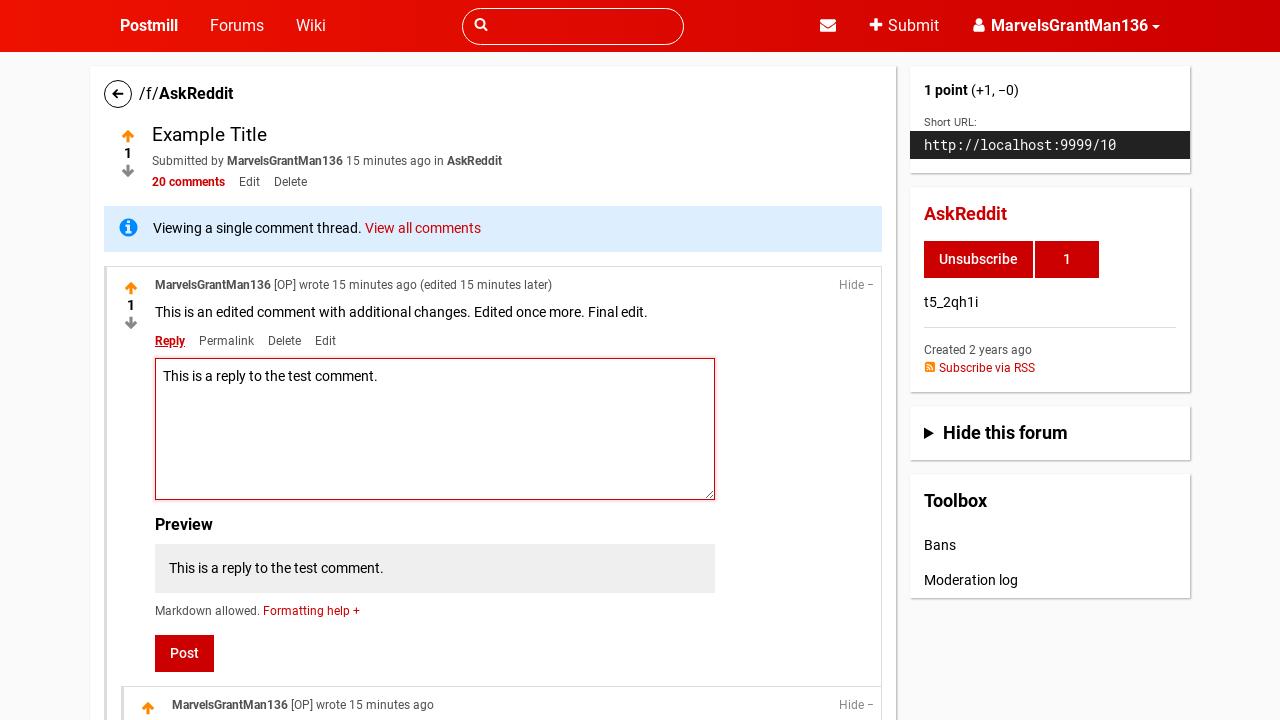 Postmill Forums Wiki Submit MarvelsGrantMan136
/f/AskReddit
Example Title
1
Submitted by MarvelsGrantMan136 15 minutes ago in AskReddit
20 comments Edit Delete
Viewing a single comment thread. View all comments
MarvelsGrantMan136 [OP] wrote 15 minutes ago (edited 15 minutes later) Hide −
1
This is an edited comment with additional changes. Edited once more. Final edit.
Reply Permalink Delete Edit
This is a reply to the test comment.
Preview
This is a reply to the test comment.
Markdown allowed. Formatting help +
Post
MarvelsGrantMan136 [OP] wrote 15 minutes ago Hide −
1 point (+1, −0)
Short URL:
http://localhost:9999/10
AskReddit
Unsubscribe 1
t5_2qh1i
Created 2 years ago
Subscribe via RSS
Hide this forum
Toolbox
Bans
Moderation log